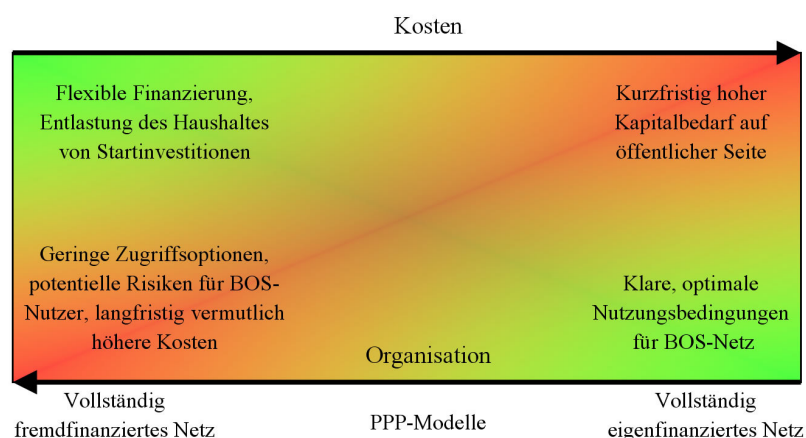 Kosten
Flexible Finanzierung,
Entlastung des Haushaltes
von Startinvestitionen
Kurzfristig hoher
Kapitalbedarf auf
öffentlicher Seite
Geringe Zugriffsoptionen,
potentielle Risiken für BOS-
Nutzer, langfristig vermutlich
höhere Kosten
Klare, optimale
Nutzungsbedingungen
für BOS-Netz
Organisation
Vollständig
fremdfinanziertes Netz
PPP-Modelle
Vollständig
eigenfinanziertes Netz